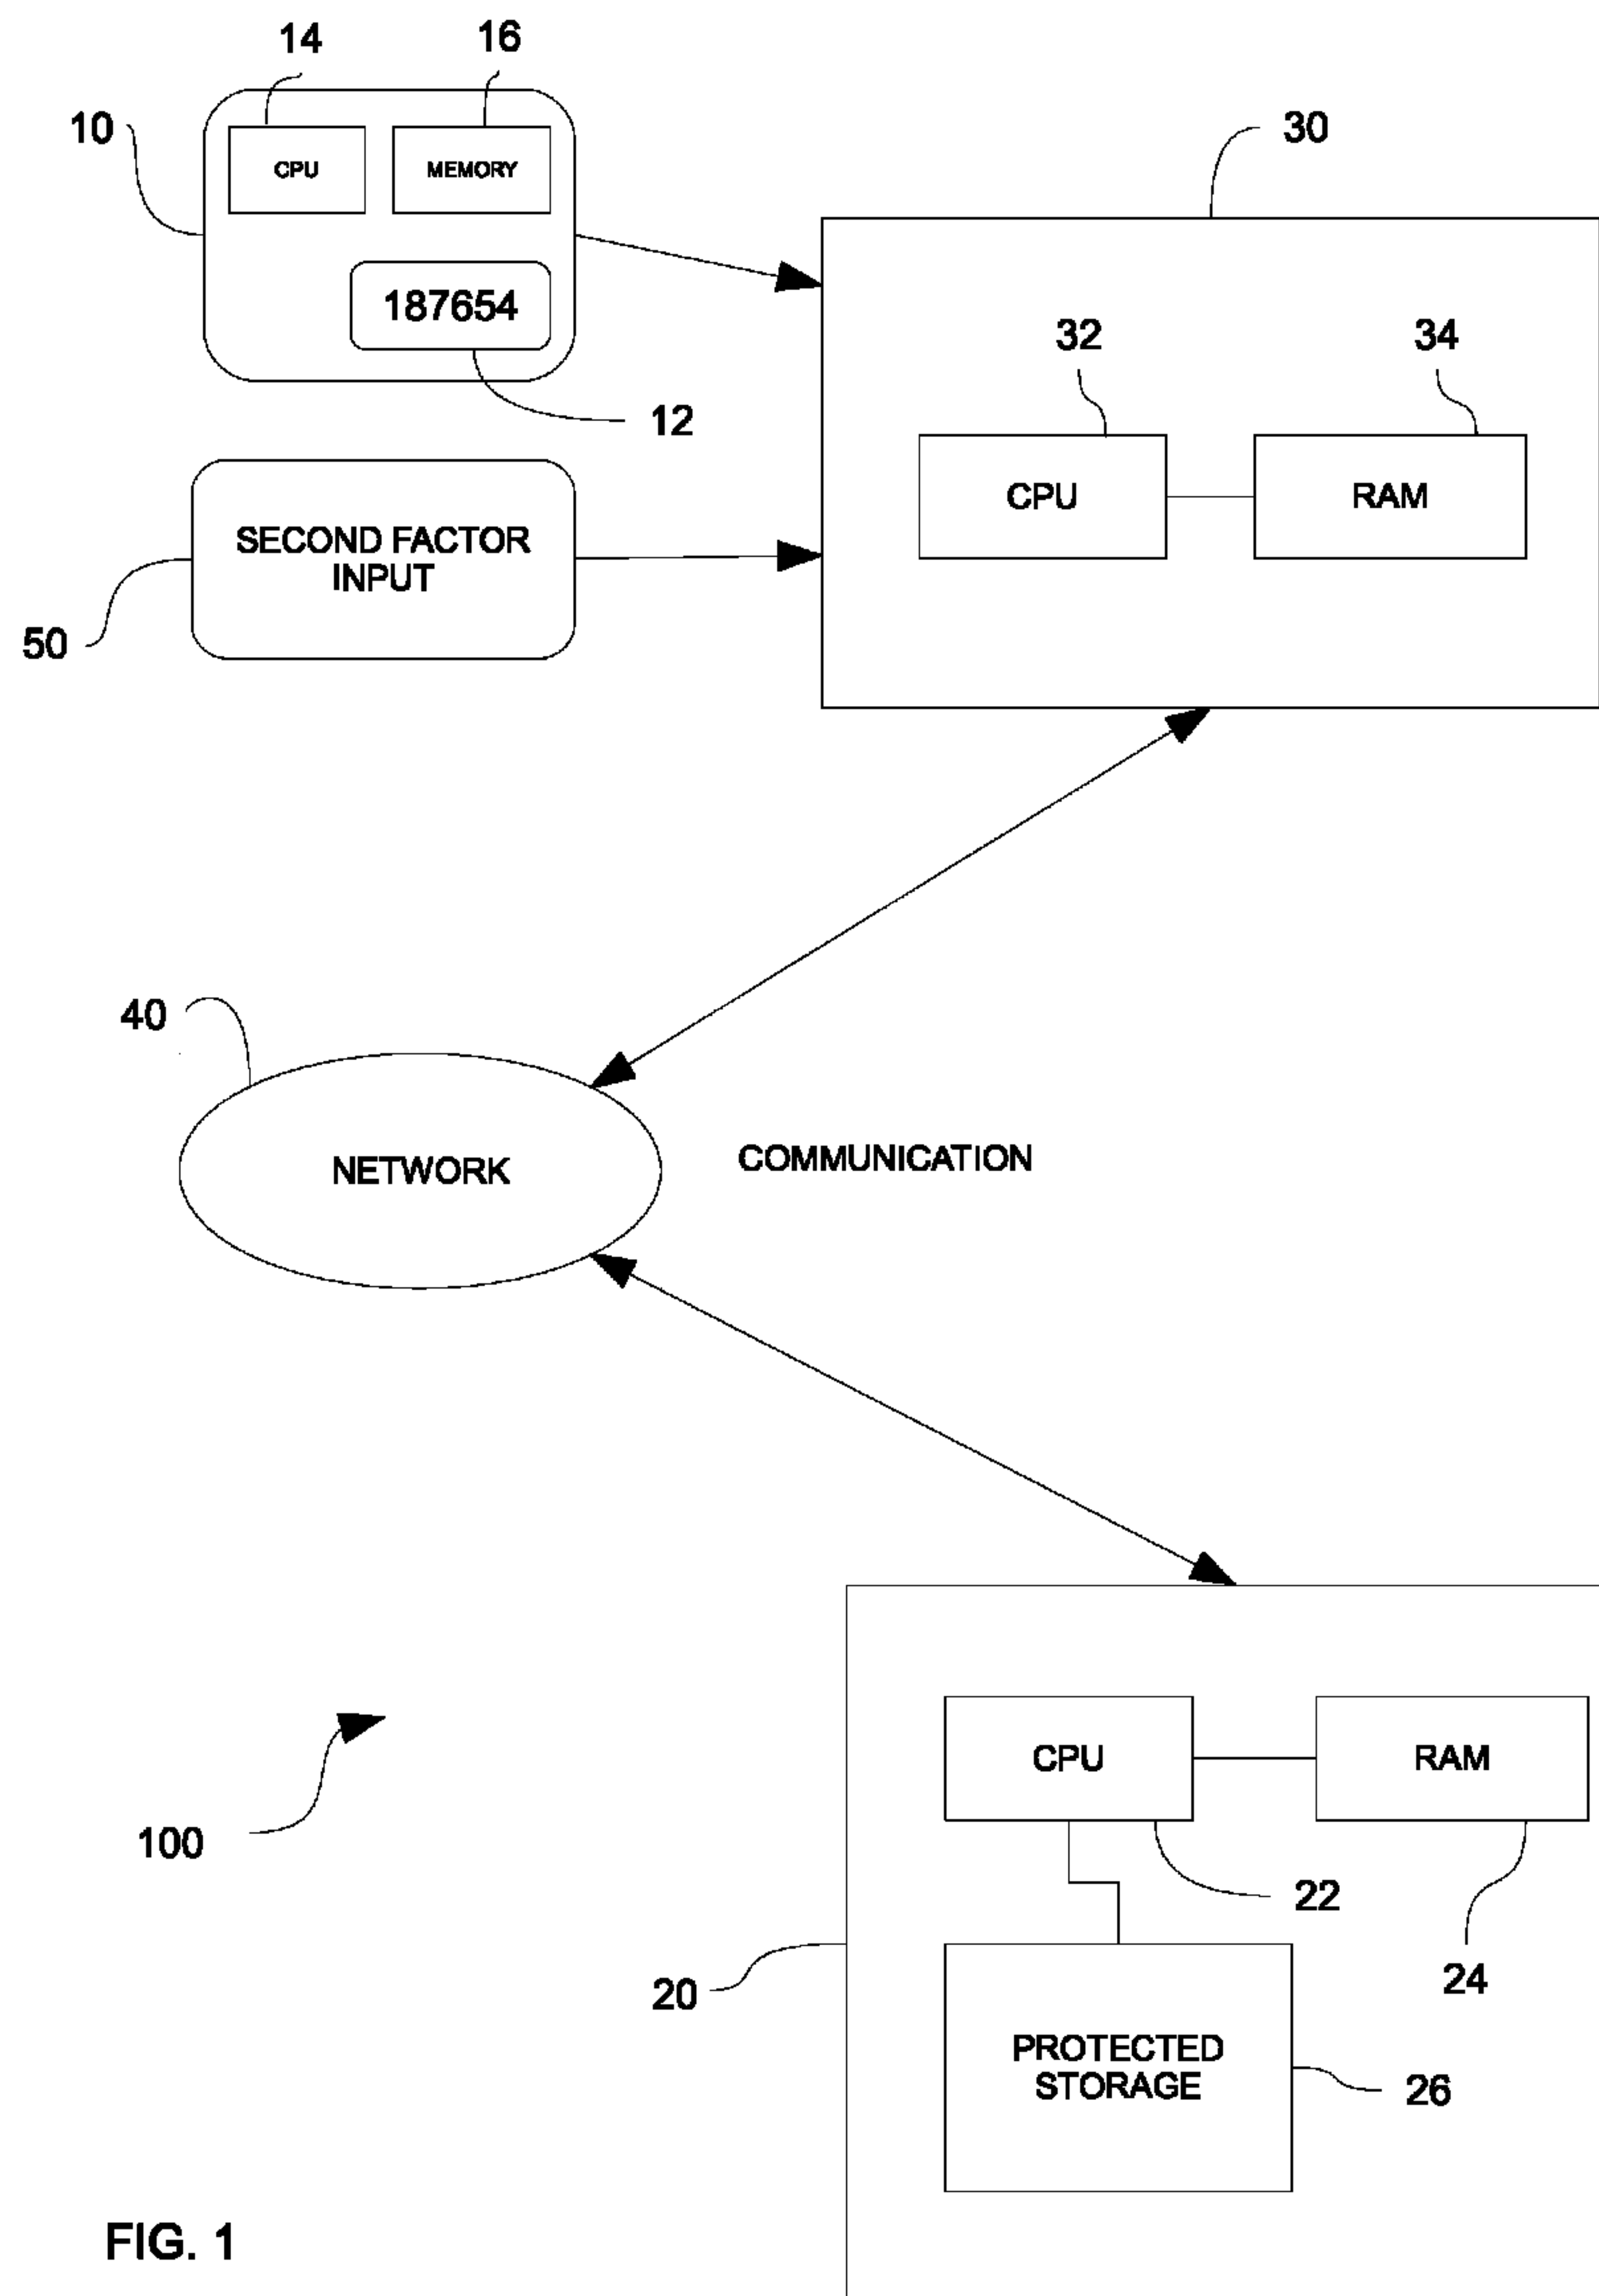 14
16
10
CPU
MEMORY
30
187654
32
34
12
CPU
RAM
SECOND FACTOR
INPUT
50
40
NETWORK
COMMUNICATION
CPU
RAM
100
22
20
24
PROTECTED
STORAGE
26
FIG. 1